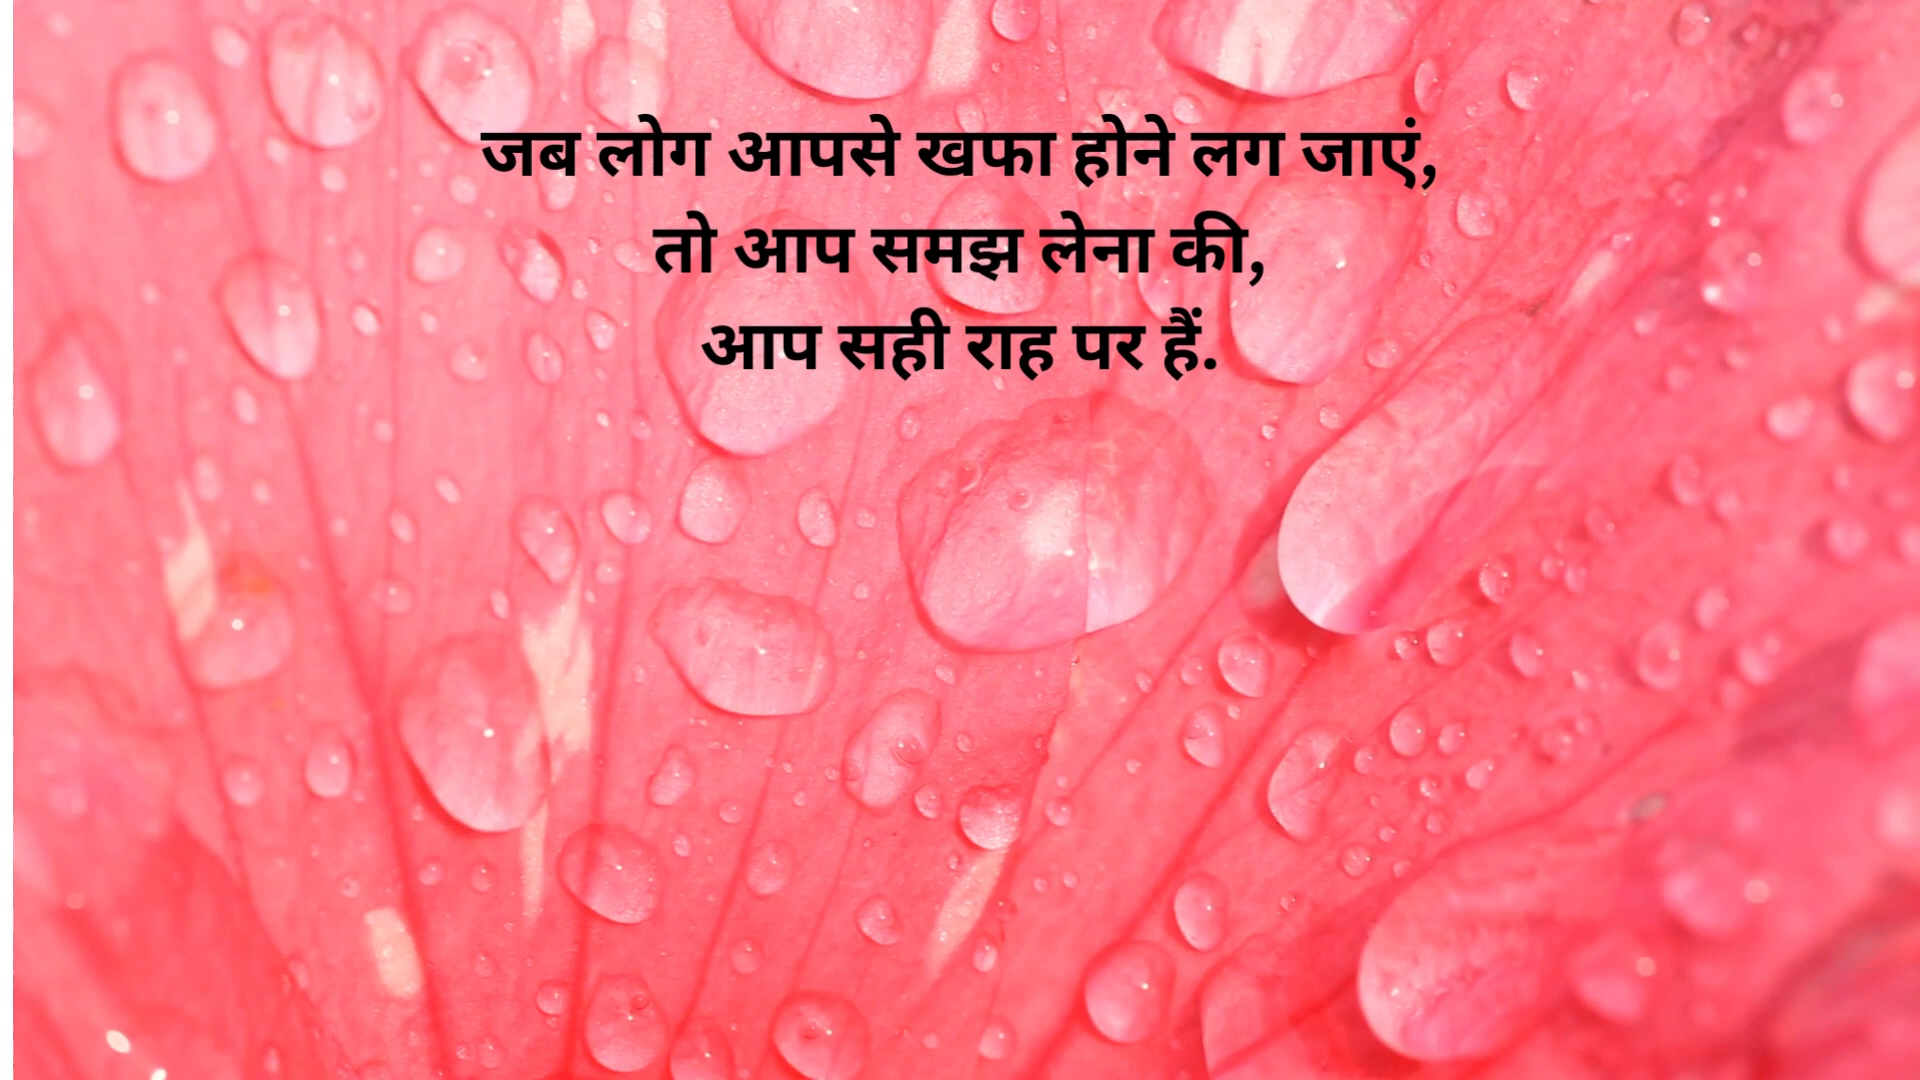 जब लोग आपसे खफा होने लग जाएं,
तो आप समझ लेना की,
आप सही राह पर हैं.